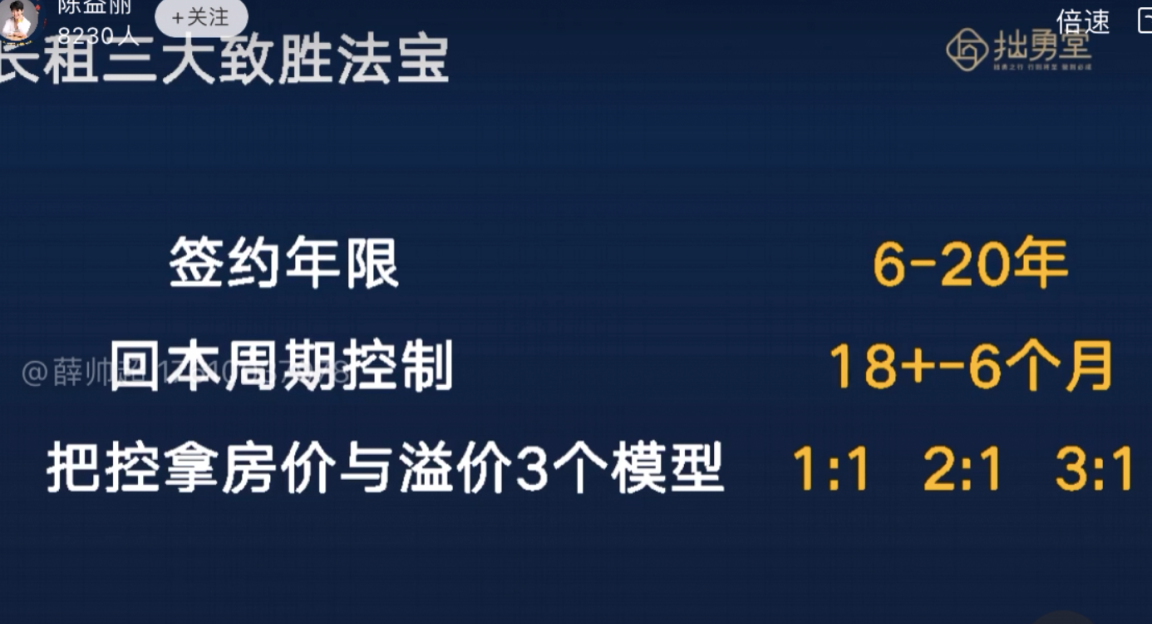 陈益丽
+关注
8230人
倍速
长租三大致胜法宝
拙勇堂
签约年限 6-20年
回本周期控制 18+-6个月
@薛帅
把控拿房价与溢价3个模型 1:1 2:1 3:1